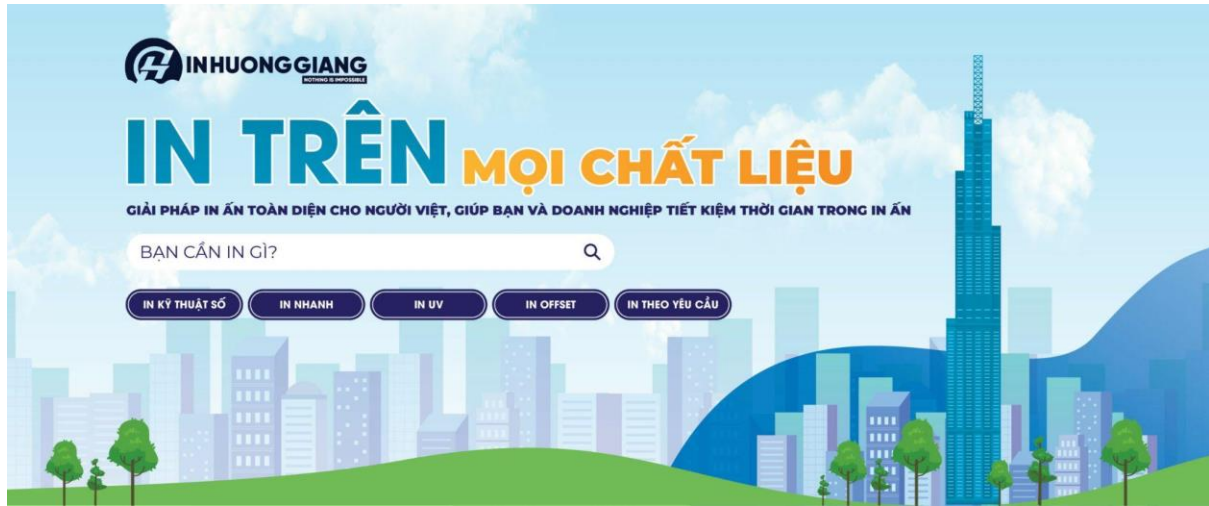 INHUONGGIANG
NOTHING IS IMPOSSIBLE
IN TRÊN MỌI CHẤT LIỆU
GIẢI PHÁP IN ẤN TOÀN DIỆN CHO NGƯỜI VIỆT, GIÚP BẠN VÀ DOANH NGHIỆP TIẾT KIỆM THỜI GIAN TRONG IN ẤN
BẠN CẦN IN GÌ?
IN KỸ THUẬT SỐ IN NHANH IN UV IN OFFSET IN THEO YÊU CẦU